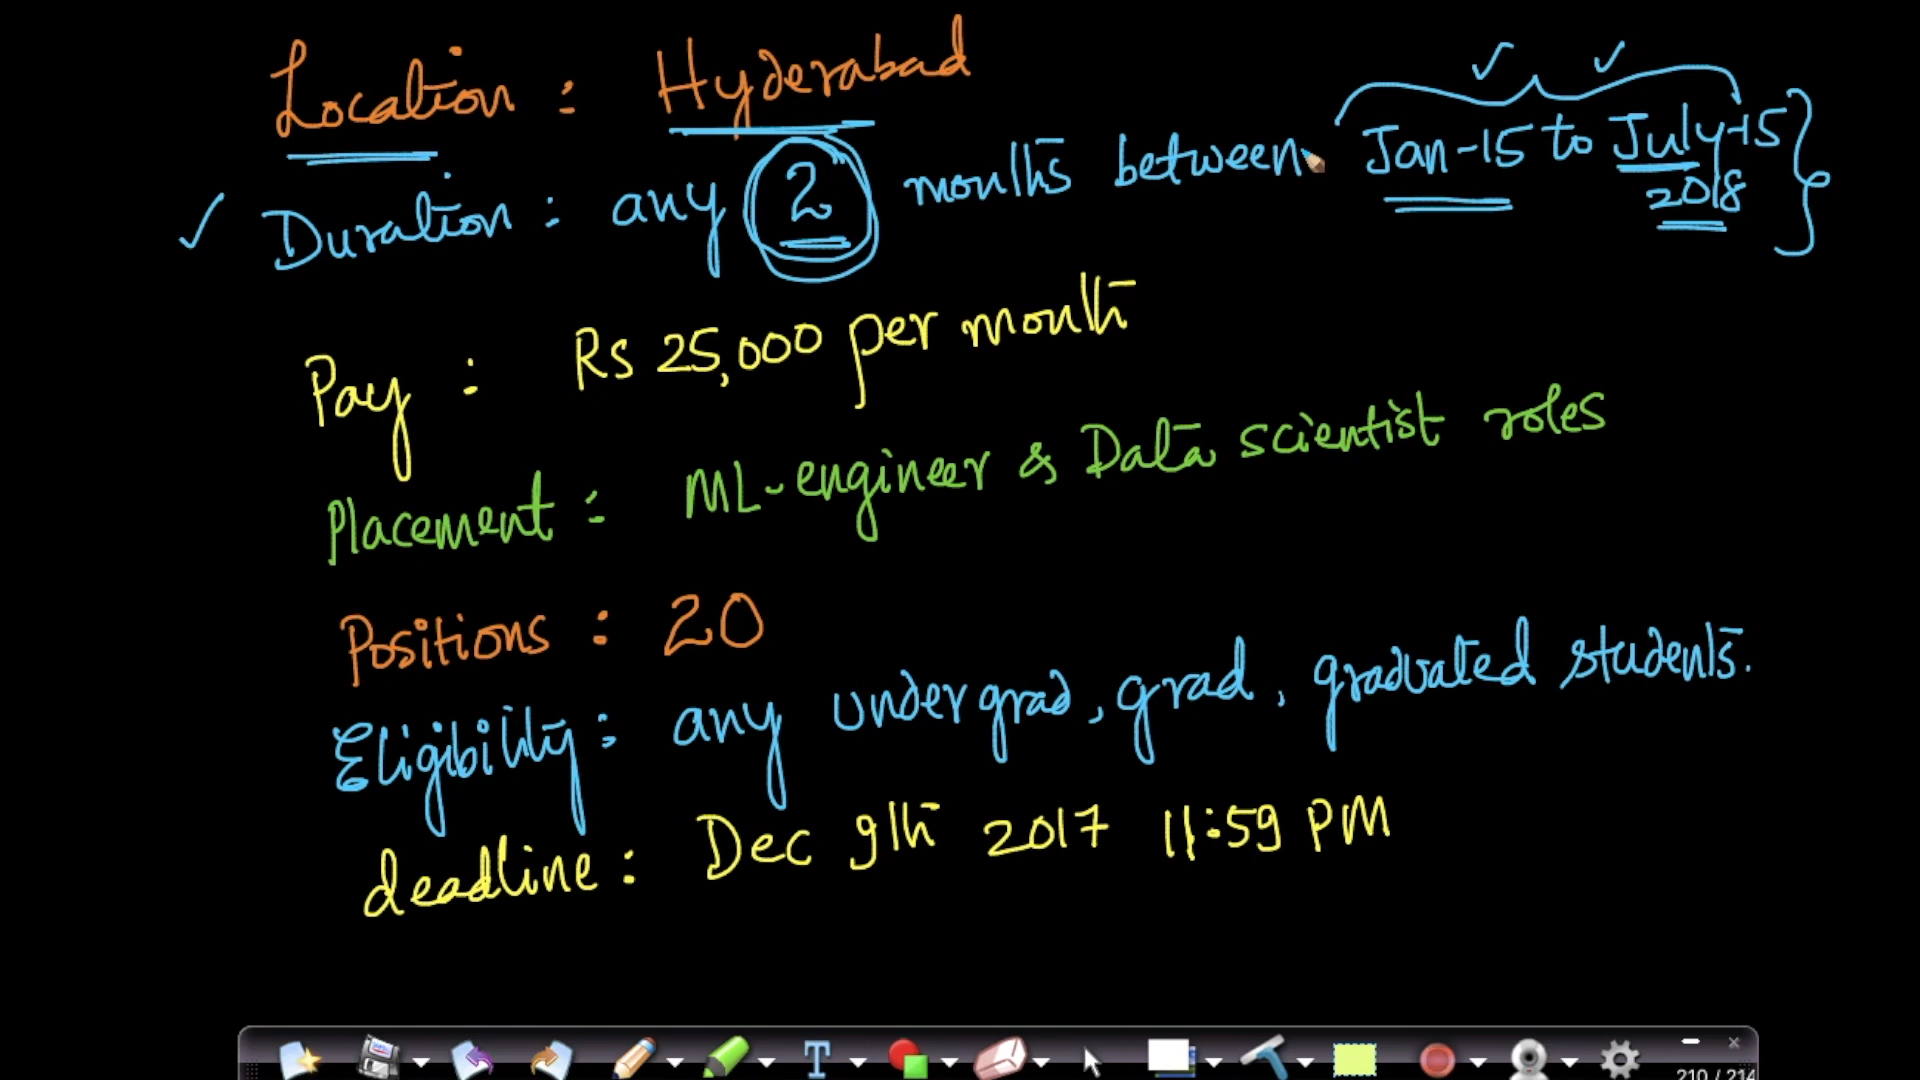 Location : Hyderabad
Duration : any 2 months between Jan-15 to July-15
2018
Pay : Rs 25,000 per month
Placement : ML-engineer & Data scientist roles
Positions : 20
Eligibility : any undergrad, grad, graduated students.
deadline : Dec 9th 2017 11:59 PM
T
210 / 214